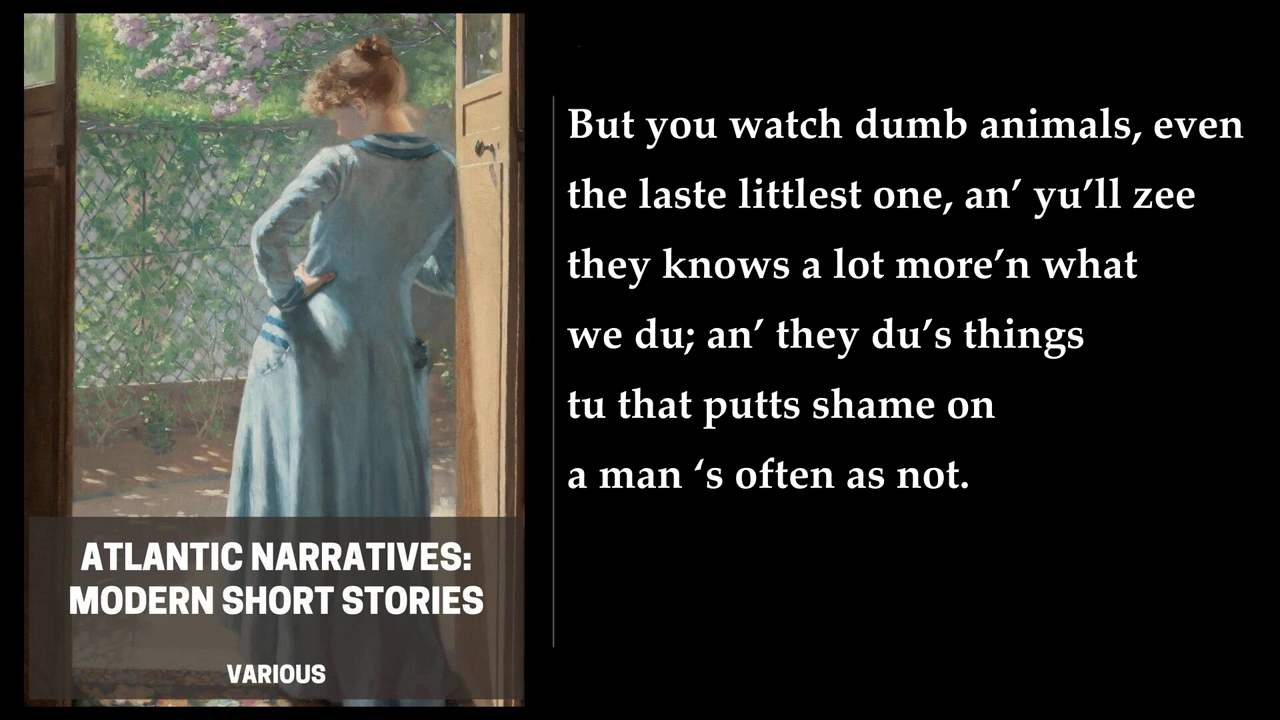 But you watch dumb animals, even
the laste littlest one, an’ yu’ll zee
they knows a lot more’n what
we du; an’ they du’s things
tu that putts shame on
a man ‘s often as not.
ATLANTIC NARRATIVES:
MODERN SHORT STORIES
VARIOUS